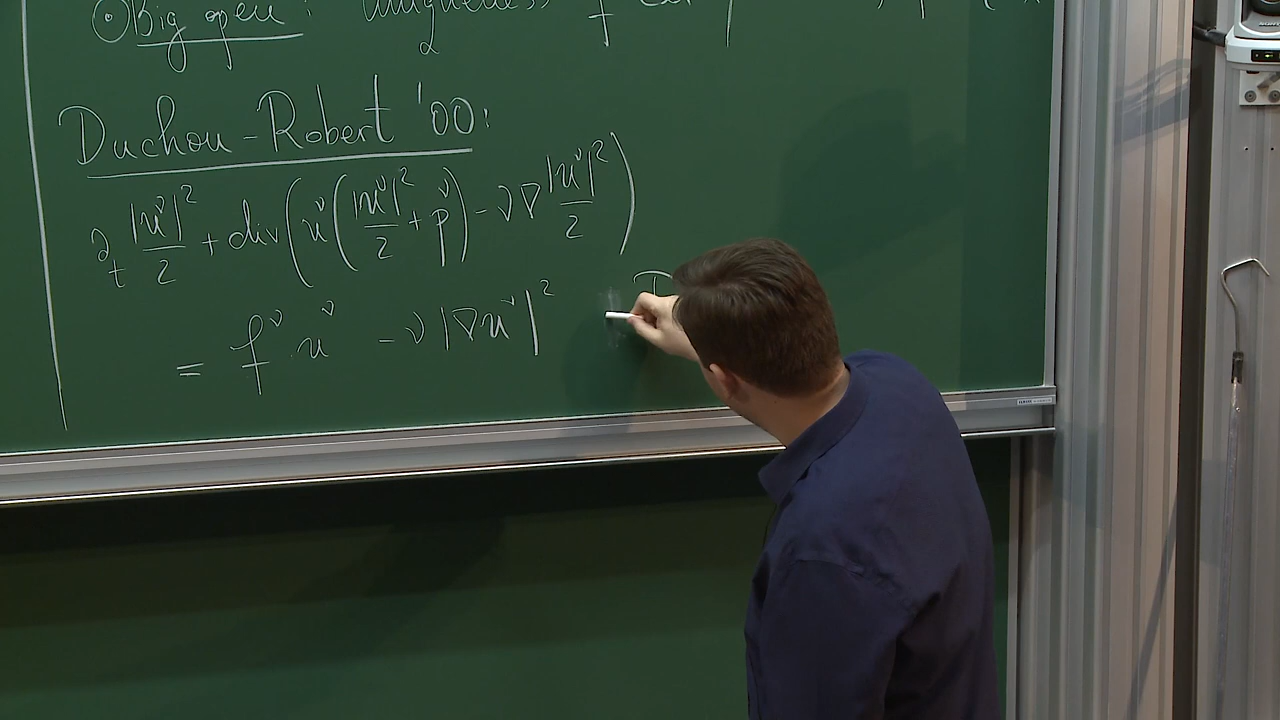 ⊙ Big open:
Duchon-Robert '00:
∂_t |u^ν|²/2 + div(u^ν(|u^ν|²/2 + p^ν) - ν∇|u^ν|²/2)
= f^ν · u^ν - ν|∇u^ν|²